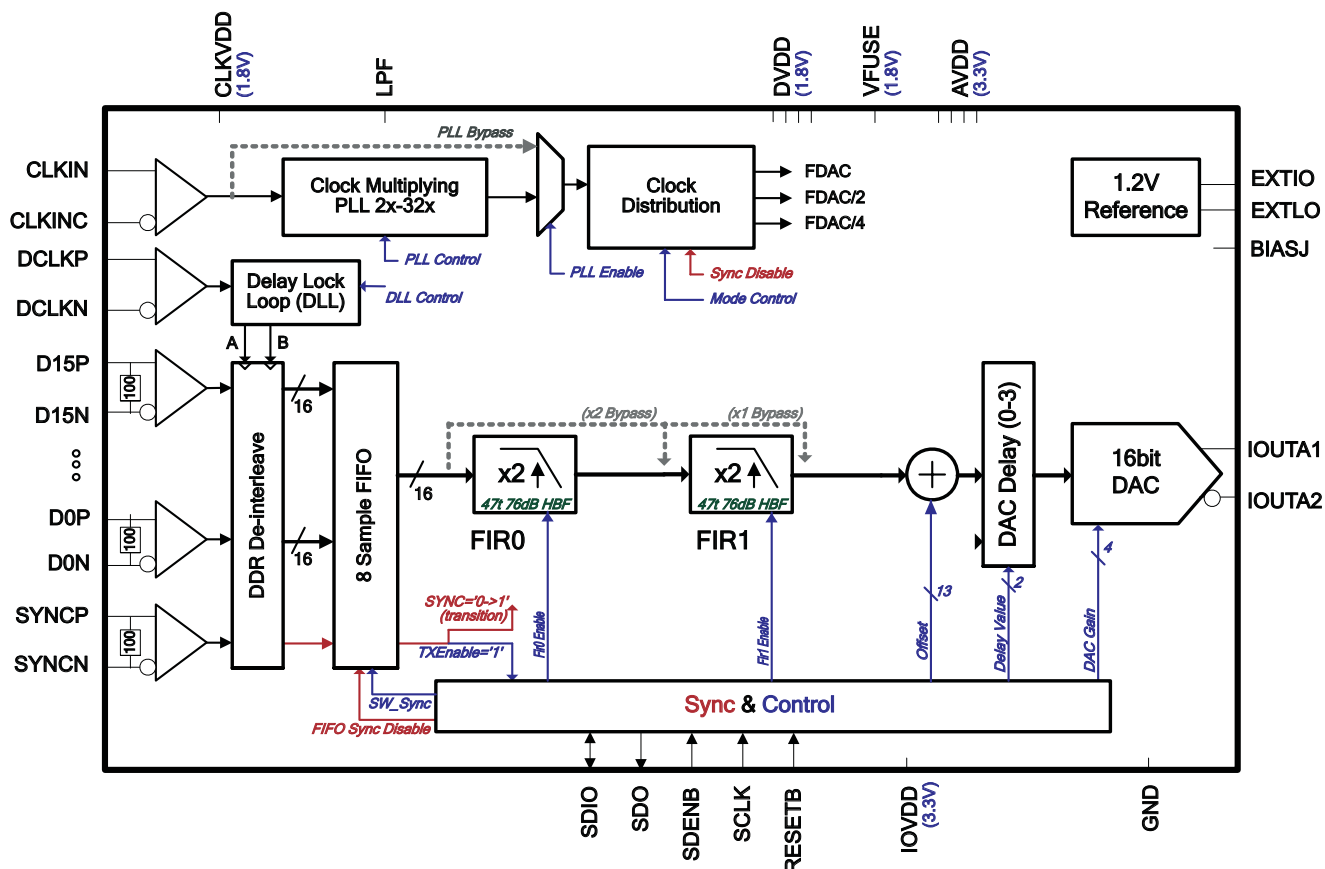 CLKVDD
(1.8V)
LPF
DVDD
(1.8V)
VFUSE
(1.8V)
AVDD
(3.3V)
CLKIN
CLKINC
PLL Bypass
Clock Multiplying
PLL 2x-32x
Clock
Distribution
FDAC
FDAC/2
FDAC/4
1.2V
Reference
EXTIO
EXTLO
BIASJ
PLL Control
PLL Enable
Sync Disable
Mode Control
DCLKP
DCLKN
Delay Lock
Loop (DLL)
DLL Control
A
B
D15P
100
D15N
D0P
100
D0N
SYNCP
100
SYNCN
DDR De-interleave
16
16
8 Sample FIFO
16
(x2 Bypass)
(x1 Bypass)
x2
47t 76dB HBF
FIR0
x2
47t 76dB HBF
FIR1
+
DAC Delay (0-3)
16bit
DAC
IOUTA1
IOUTA2
SYNC='0->1'
(transition)
TXEnable='1'
Fir0 Enable
Fir1 Enable
Offset
13
Delay Value
2
DAC Gain
4
SW_Sync
FIFO Sync Disable
Sync & Control
SDIO
SDO
SDENB
SCLK
RESETB
IOVDD
(3.3V)
GND